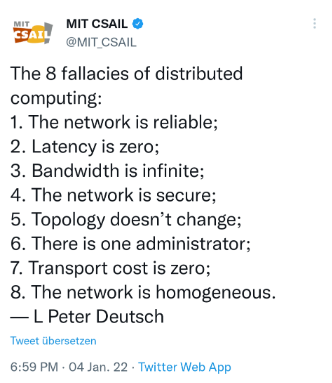 MIT
CSAIL
MIT CSAIL
@MIT_CSAIL
The 8 fallacies of distributed
computing:
1. The network is reliable;
2. Latency is zero;
3. Bandwidth is infinite;
4. The network is secure;
5. Topology doesn't change;
6. There is one administrator;
7. Transport cost is zero;
8. The network is homogeneous.
— L Peter Deutsch
Tweet übersetzen
6:59 PM · 04 Jan. 22 · Twitter Web App